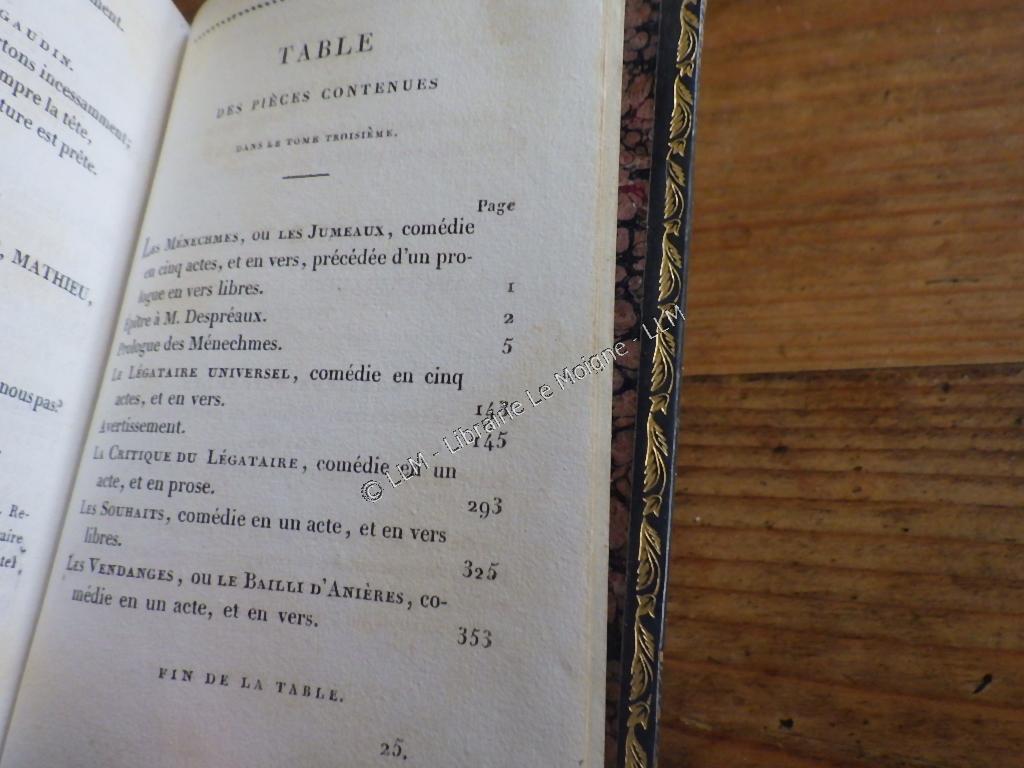 ment.
GAUDIN.
tons incessamment;
mpre la tête,
ture est prête.
, MATHIEU,
nous pas?
Re-
aire
tel,
TABLE
DES PIÈCES CONTENUES
DANS LE TOME TROISIÈME.
Page
LES MÉNECHMES, OU LES JUMEAUX, comédie
en cinq actes, et en vers, précédée d'un pro-
logue en vers libres. 1
Épître à M. Despréaux. 2
Prologue des Ménechmes. 5
LE LÉGATAIRE UNIVERSEL, comédie en cinq
actes, et en vers. 143
Avertissement. 145
LA CRITIQUE DU LÉGATAIRE, comédie en un
acte, et en prose. 293
LES SOUHAITS, comédie en un acte, et en vers
libres. 325
LES VENDANGES, OU LE BAILLI D'ANIÈRES, co-
médie en un acte, et en vers. 353
FIN DE LA TABLE.
25.
© LLM - Librairie Le Moigne - LLM